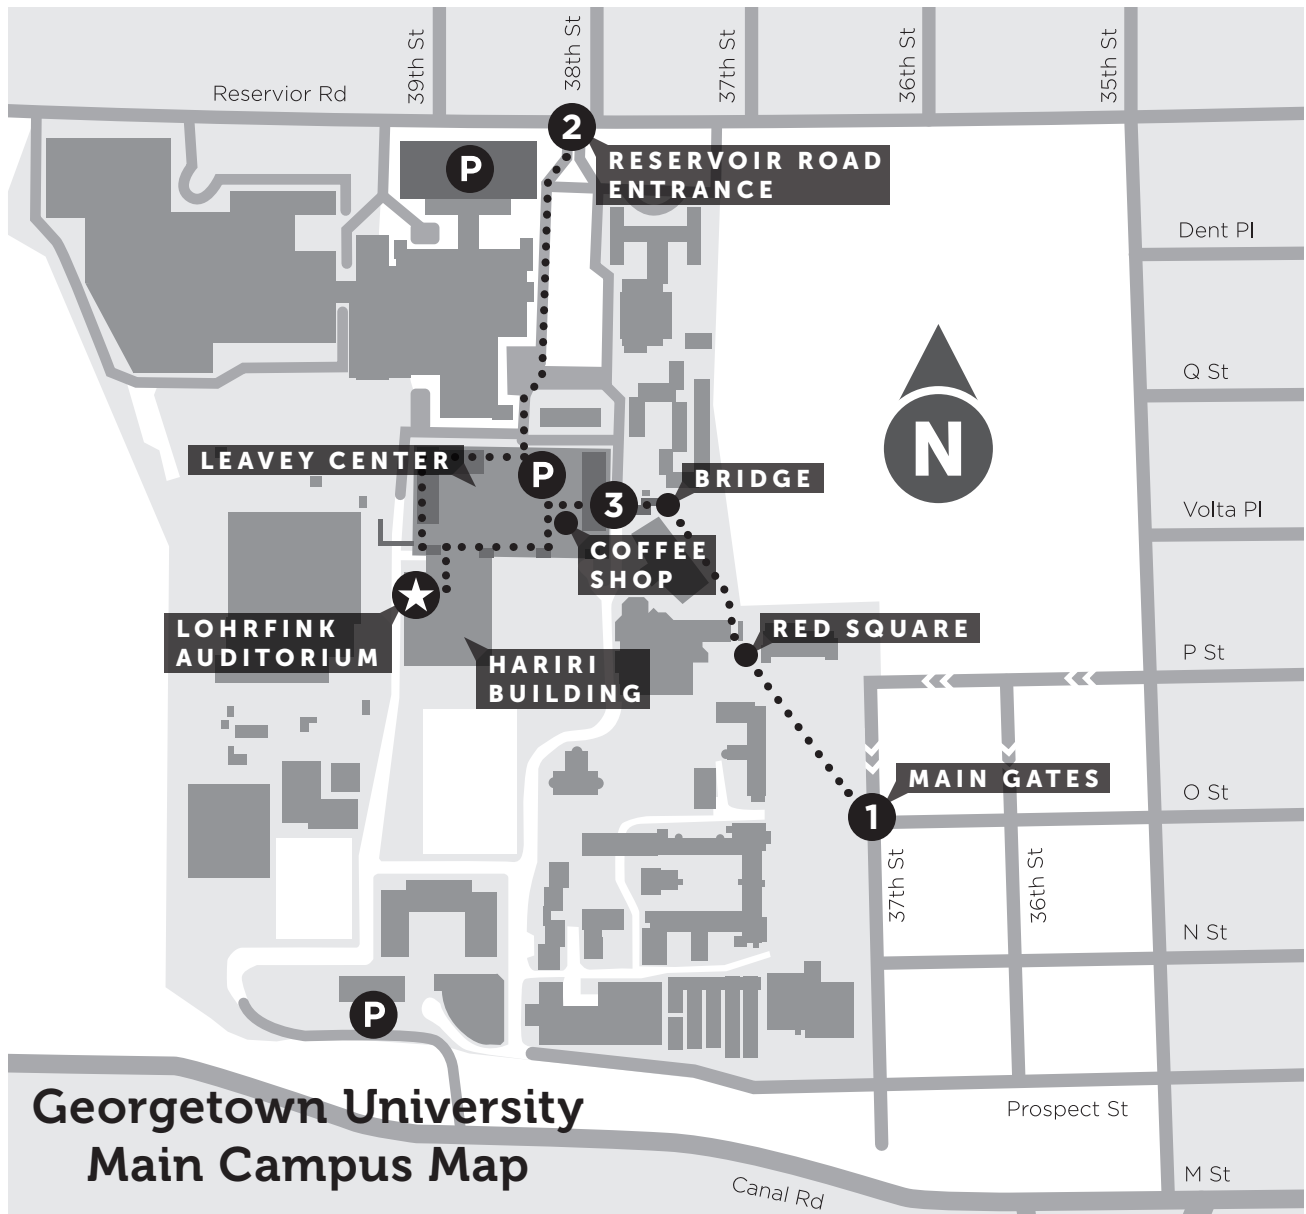 39th St
38th St
37th St
36th St
35th St
Reservior Rd
2
P
RESERVOIR ROAD
ENTRANCE
Dent Pl
Q St
N
LEAVEY CENTER
P
BRIDGE
3
Volta Pl
COFFEE
SHOP
LOHRFINK
AUDITORIUM
RED SQUARE
HARIRI
BUILDING
P St
MAIN GATES
O St
1
37th St
36th St
N St
P
Georgetown University
Main Campus Map
Prospect St
M St
Canal Rd